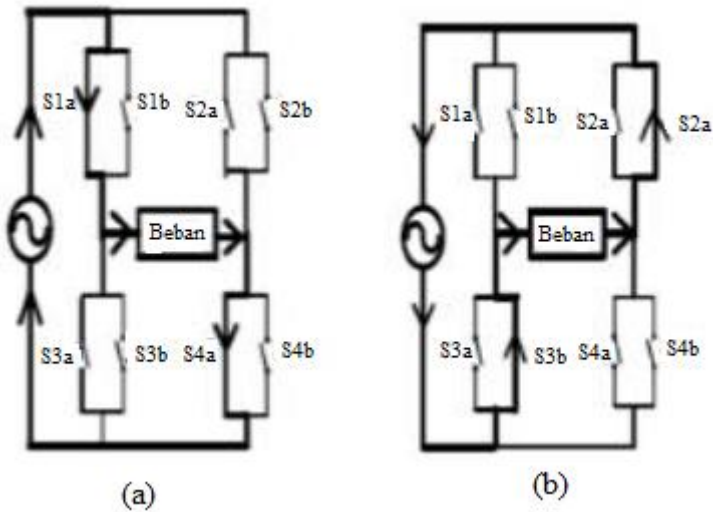 S1a S1b S2a S2b
Beban
S3a S3b S4a S4b
(a)
S1a S1b S2a S2a
Beban
S3a S3b S4a S4b
(b)